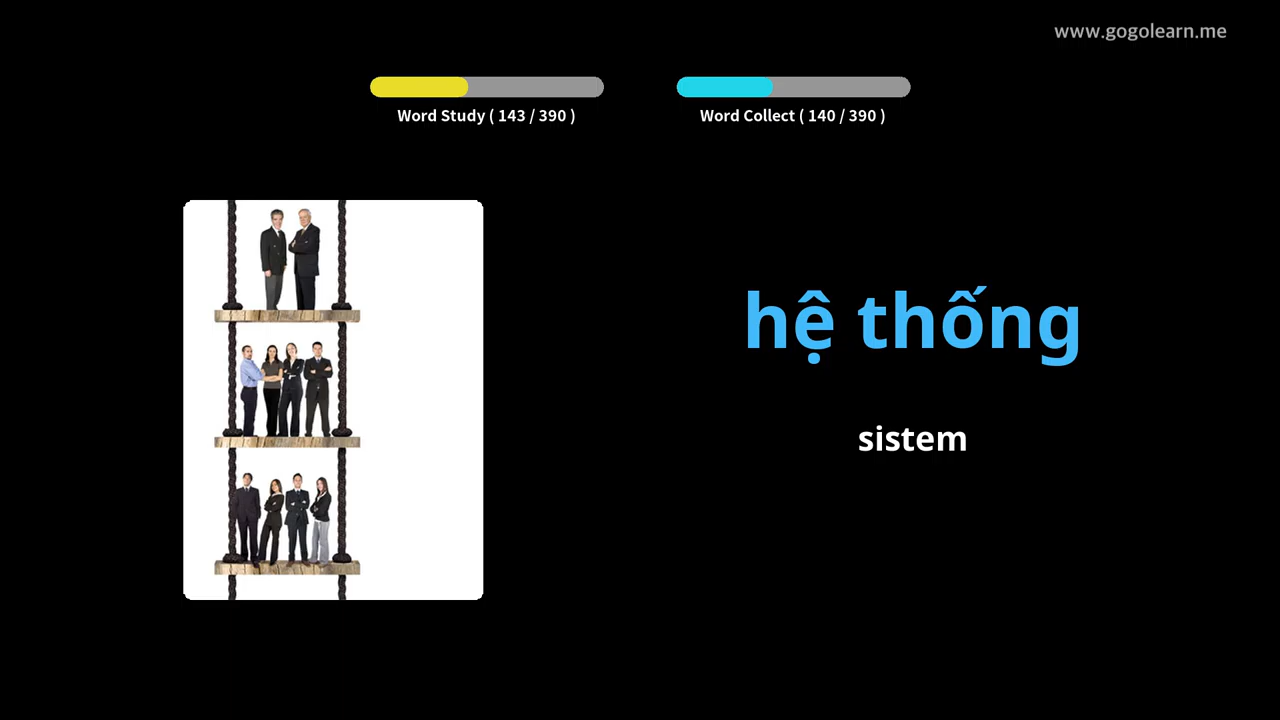 www.gogolearn.me
Word Study ( 143 / 390 )
Word Collect ( 140 / 390 )
hệ thống
sistem